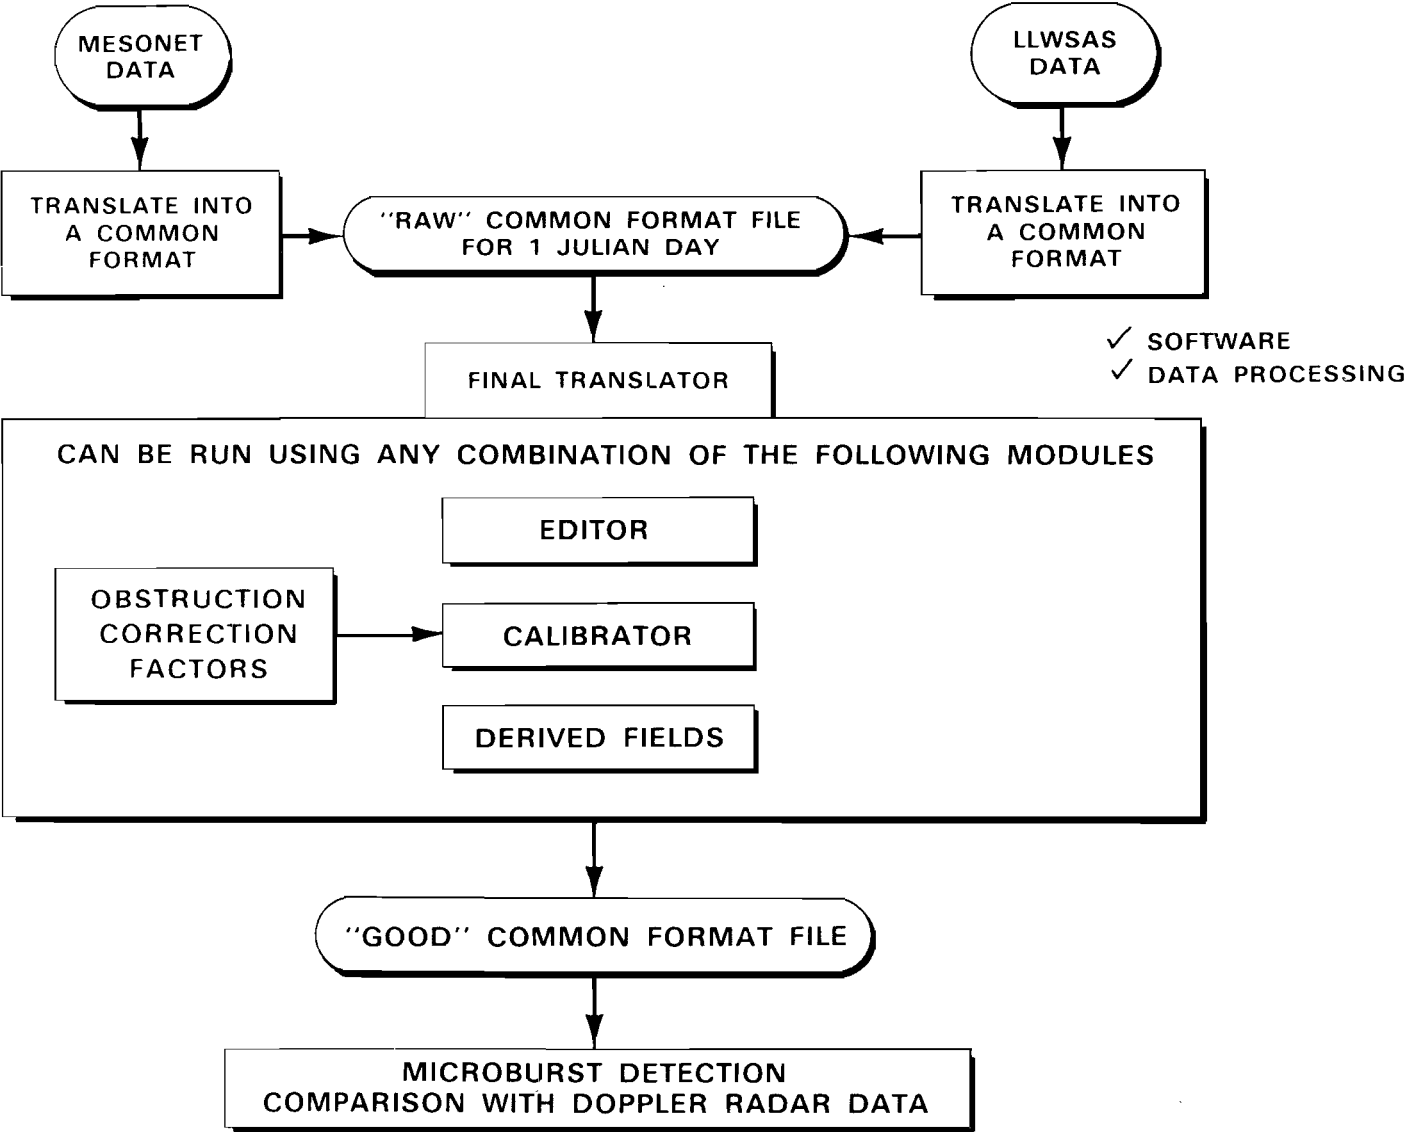 MESONET
DATA
LLWSAS
DATA
TRANSLATE INTO
A COMMON
FORMAT
"RAW" COMMON FORMAT FILE
FOR 1 JULIAN DAY
TRANSLATE INTO
A COMMON
FORMAT
✓ SOFTWARE
✓ DATA PROCESSING
FINAL TRANSLATOR
CAN BE RUN USING ANY COMBINATION OF THE FOLLOWING MODULES
EDITOR
OBSTRUCTION
CORRECTION
FACTORS
CALIBRATOR
DERIVED FIELDS
"GOOD" COMMON FORMAT FILE
MICROBURST DETECTION
COMPARISON WITH DOPPLER RADAR DATA